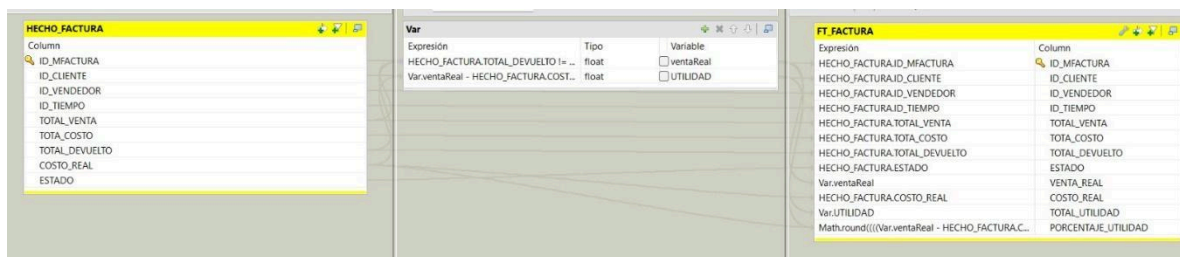 HECHO_FACTURA
Column
ID_MFACTURA
ID_CLIENTE
ID_VENDEDOR
ID_TIEMPO
TOTAL_VENTA
TOTA_COSTO
TOTAL_DEVUELTO
COSTO_REAL
ESTADO
Var
Expresión Tipo Variable
HECHO_FACTURA.TOTAL_DEVUELTO != ... float ventaReal
Var.ventaReal - HECHO_FACTURA.COST... float UTILIDAD
FT_FACTURA
Expresión Column
HECHO_FACTURA.ID_MFACTURA ID_MFACTURA
HECHO_FACTURA.ID_CLIENTE ID_CLIENTE
HECHO_FACTURA.ID_VENDEDOR ID_VENDEDOR
HECHO_FACTURA.ID_TIEMPO ID_TIEMPO
HECHO_FACTURA.TOTAL_VENTA TOTAL_VENTA
HECHO_FACTURA.TOTA_COSTO TOTA_COSTO
HECHO_FACTURA.TOTAL_DEVUELTO TOTAL_DEVUELTO
HECHO_FACTURA.ESTADO ESTADO
Var.ventaReal VENTA_REAL
HECHO_FACTURA.COSTO_REAL COSTO_REAL
Var.UTILIDAD TOTAL_UTILIDAD
Math.round((((Var.ventaReal - HECHO_FACTURA.C... PORCENTAJE_UTILIDAD